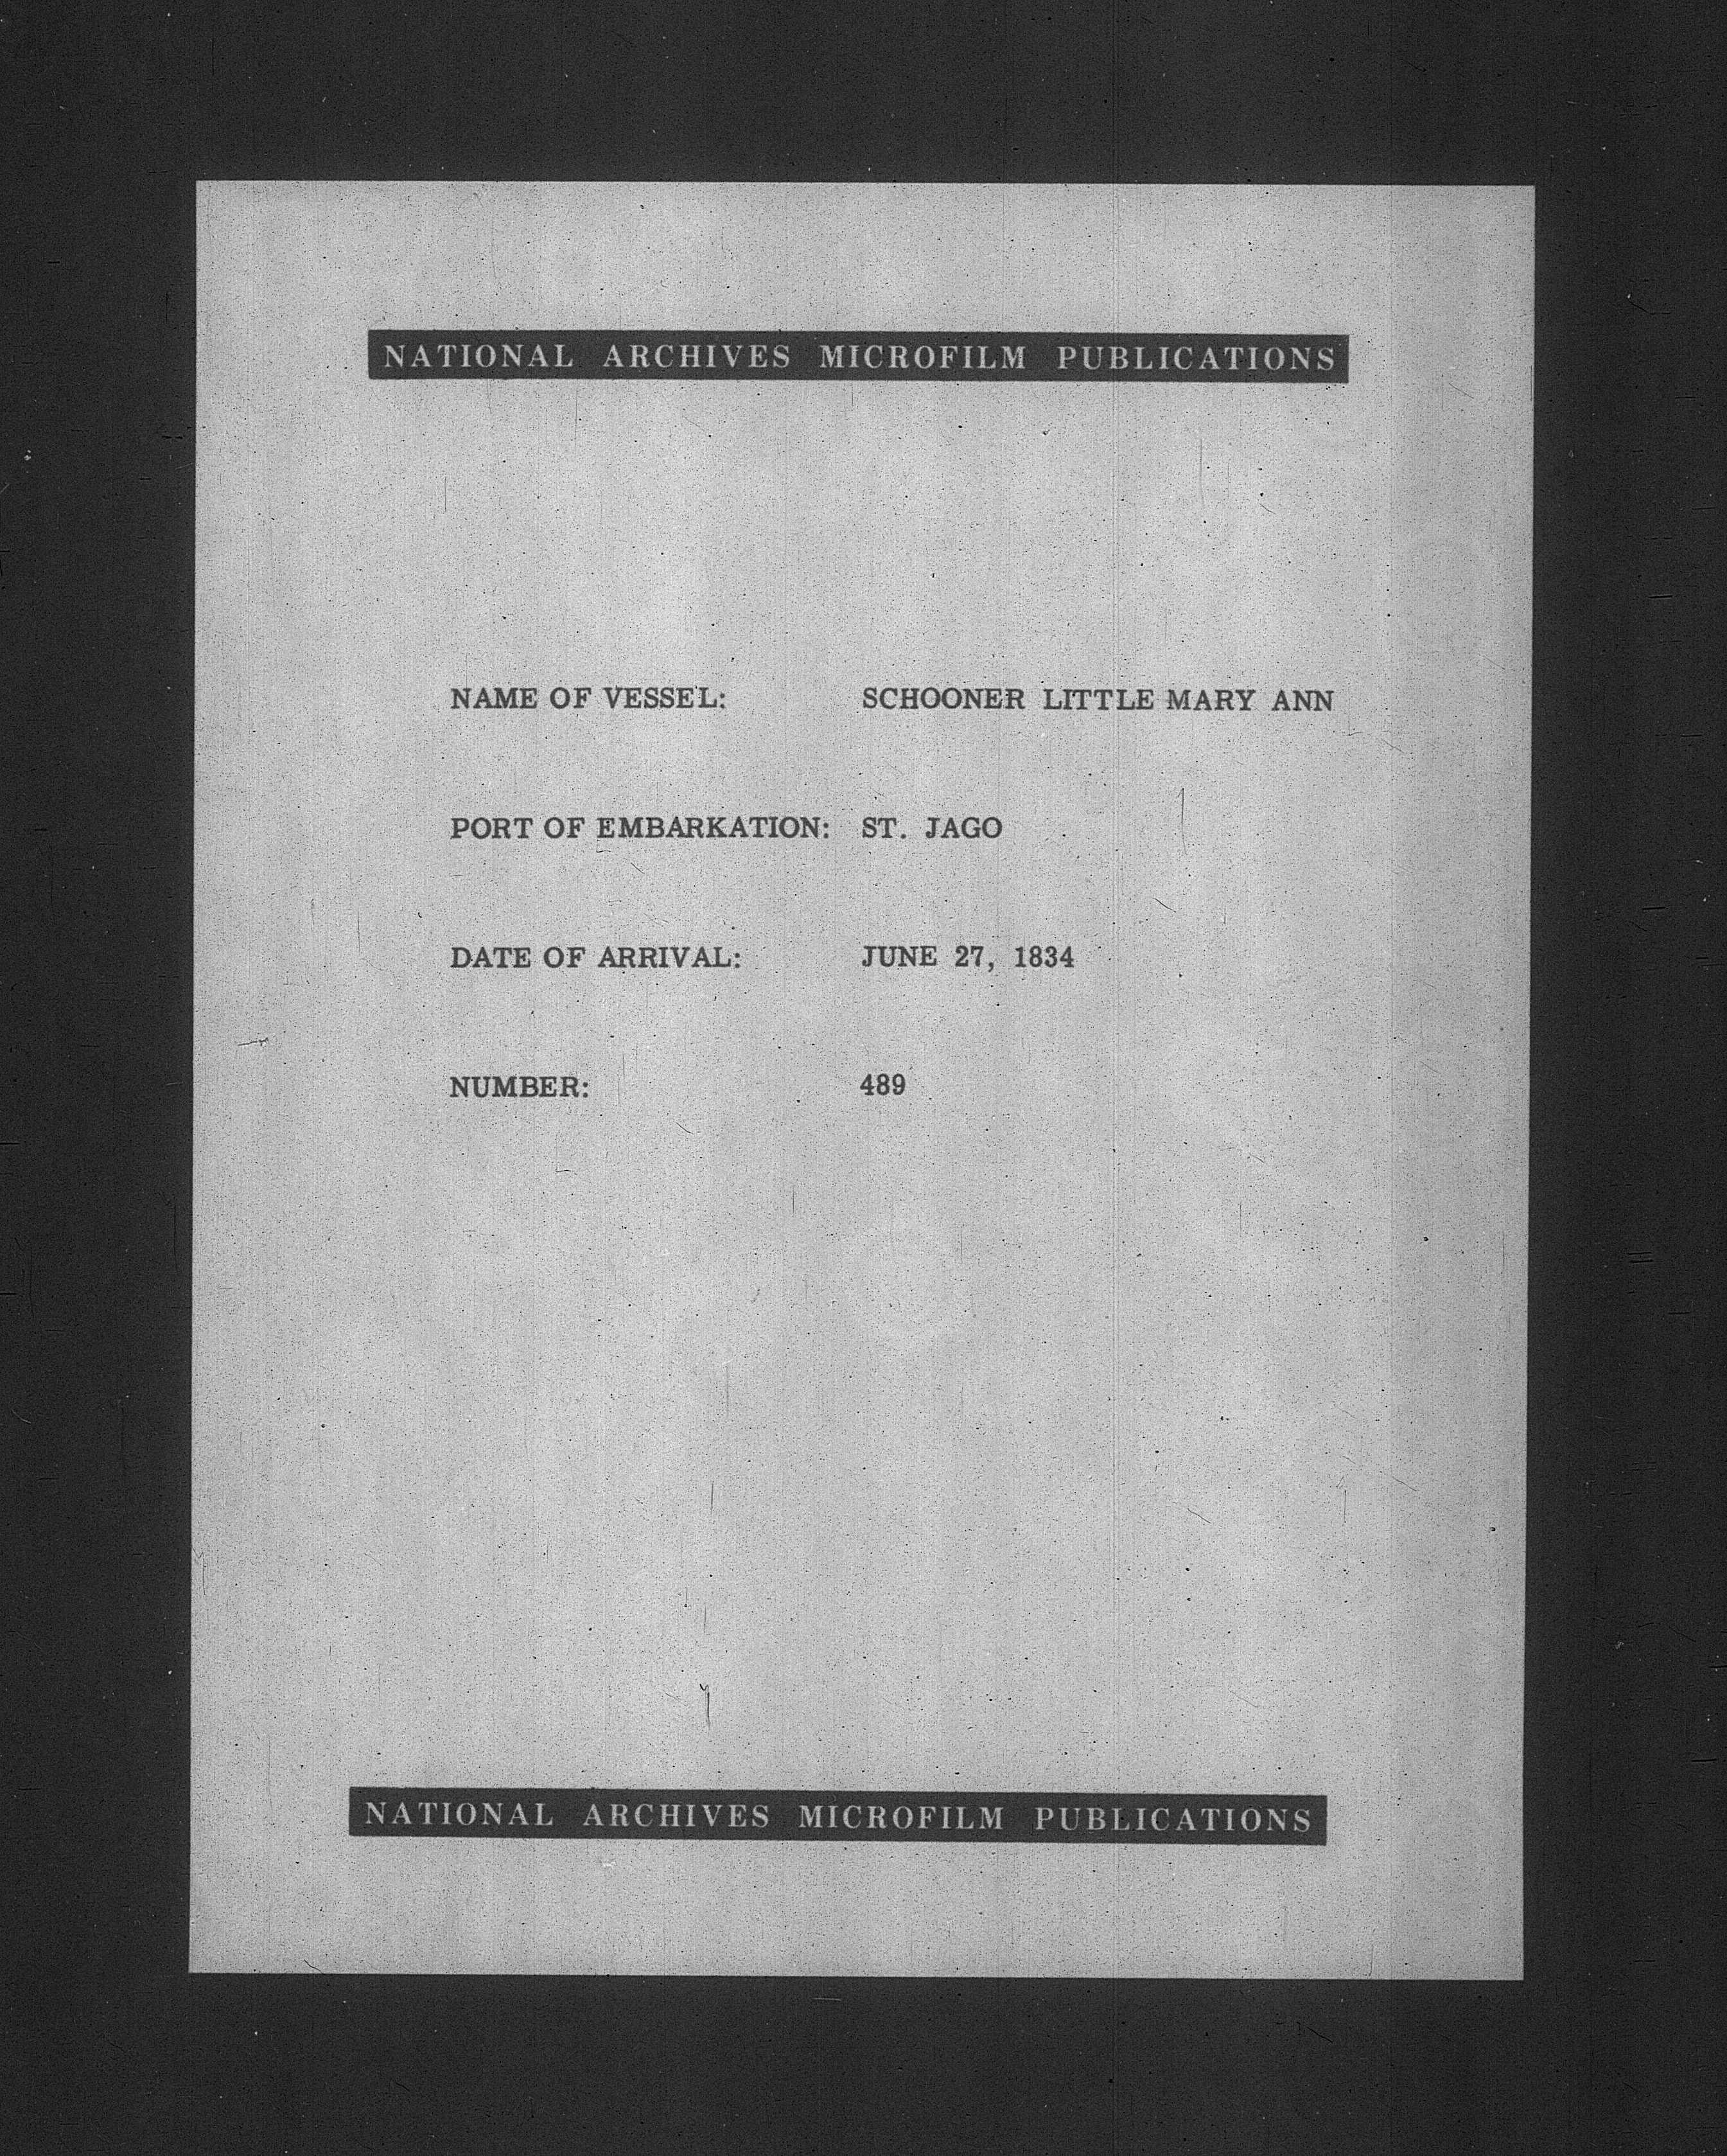 NATIONAL ARCHIVES MICROFILM PUBLICATIONS
NAME OF VESSEL: SCHOONER LITTLE MARY ANN
PORT OF EMBARKATION: ST. JAGO
DATE OF ARRIVAL: JUNE 27, 1834
NUMBER: 489
NATIONAL ARCHIVES MICROFILM PUBLICATIONS